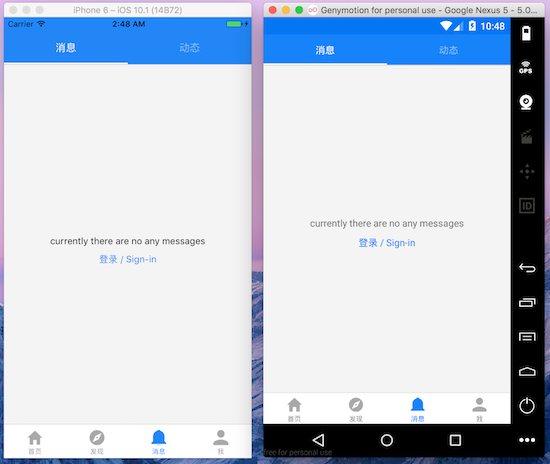 iPhone 6 – iOS 10.1 (14B72)
Carrier
2:48 AM
消息
动态
currently there are no any messages
登录 / Sign-in
首页
发现
消息
我
Genymotion for personal use - Google Nexus 5 - 5.0...
10:48
消息
动态
currently there are no any messages
登录 / Sign-in
首页
发现
消息
我
free for personal use
GPS
ID